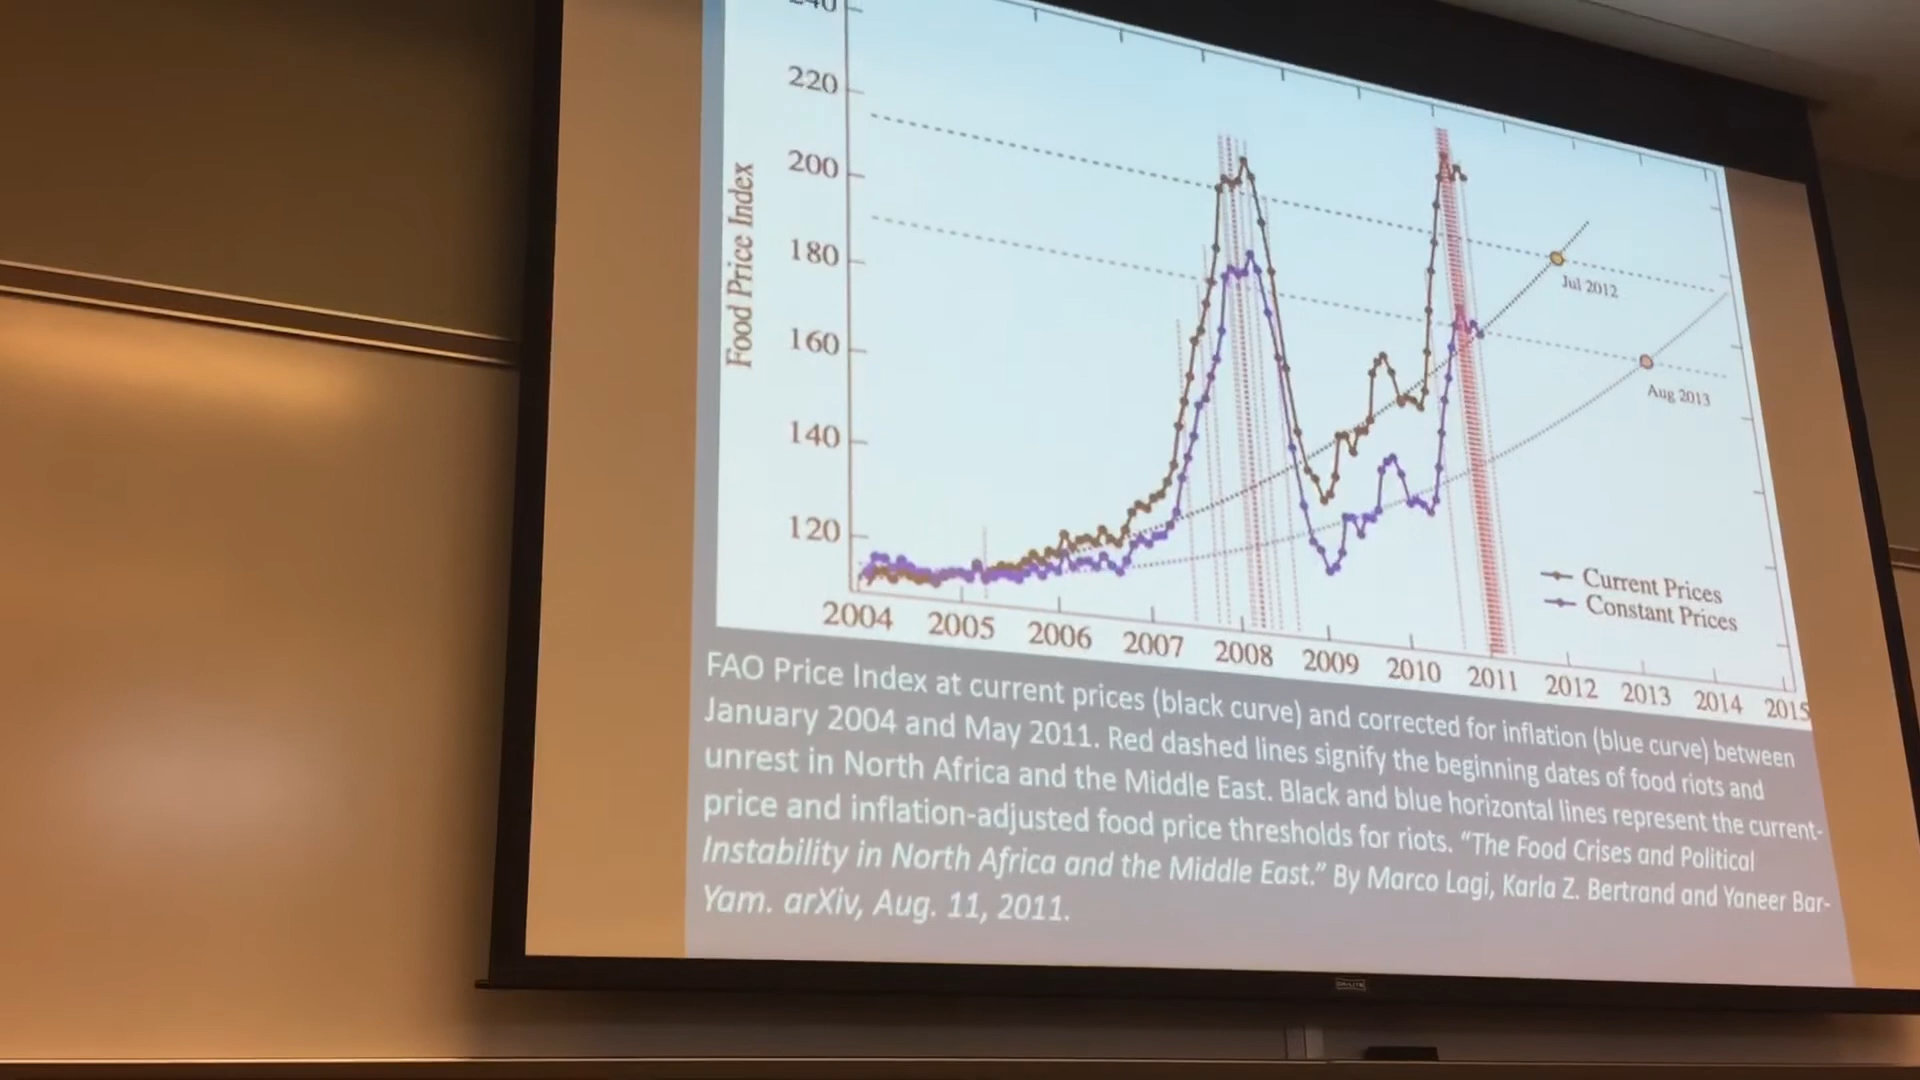 240
220
200
180
160
140
120
Food Price Index
Jul 2012
Aug 2013
Current Prices
Constant Prices
2004 2005 2006 2007 2008 2009 2010 2011 2012 2013 2014 2015
FAO Price Index at current prices (black curve) and corrected for inflation (blue curve) between
January 2004 and May 2011. Red dashed lines signify the beginning dates of food riots and
unrest in North Africa and the Middle East. Black and blue horizontal lines represent the current-
price and inflation-adjusted food price thresholds for riots. “The Food Crises and Political
Instability in North Africa and the Middle East.” By Marco Lagi, Karla Z. Bertrand and Yaneer Bar-
Yam. arXiv, Aug. 11, 2011.